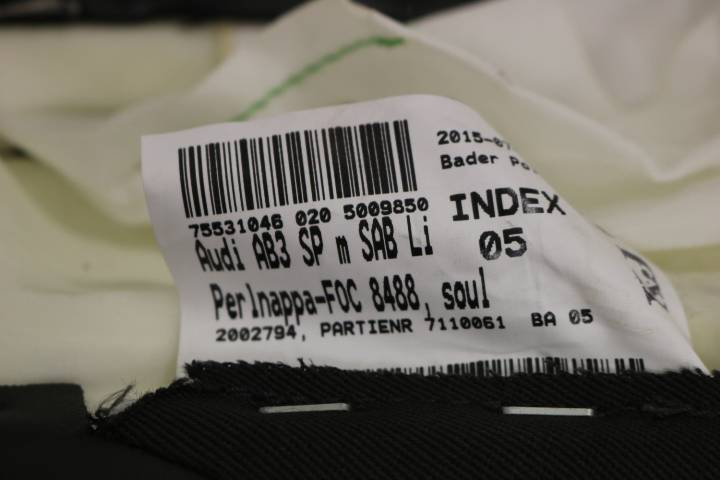 2015-07
Bader Po
75531046 020 5009850
INDEX
Audi AB3 SP m SAB Li
05
Perlnappa-FOC 8488, soul
2002794, PARTIENR 7110061 BA 05